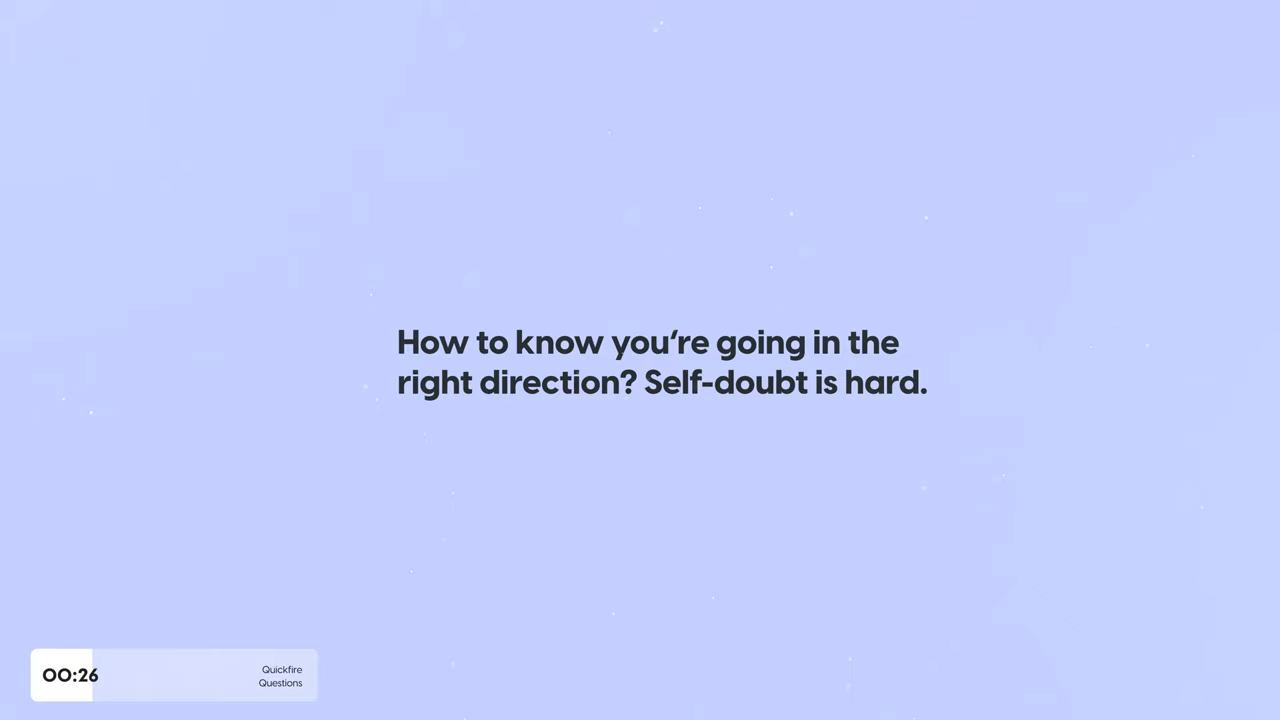 How to know you're going in the
right direction? Self-doubt is hard.
00:26
Quickfire
Questions